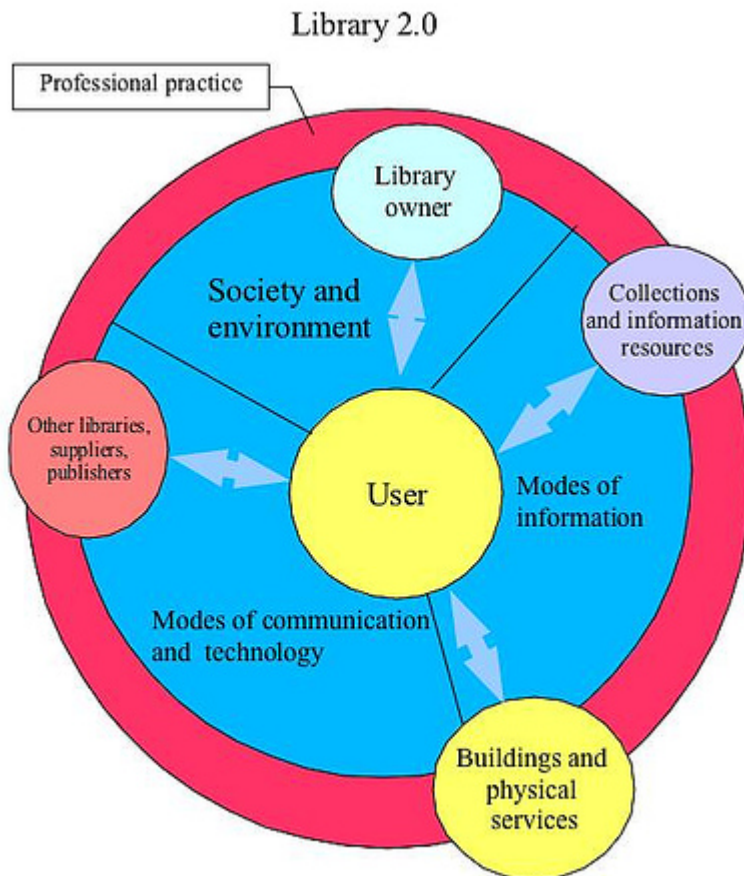 Library 2.0
Professional practice
Library
owner
Society and
environment
Collections
and information
resources
Other libraries,
suppliers,
publishers
User
Modes of
information
Modes of communication
and technology
Buildings and
physical
services